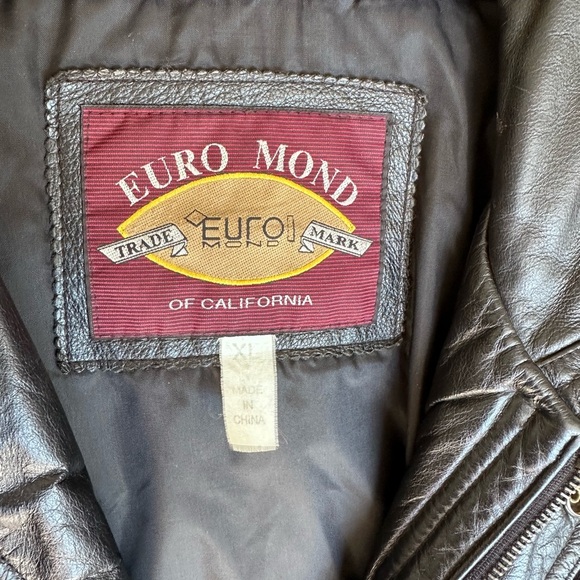 EURO MOND
EURO
MOND
TRADE MARK
OF CALIFORNIA
XL
MADE
IN
CHINA